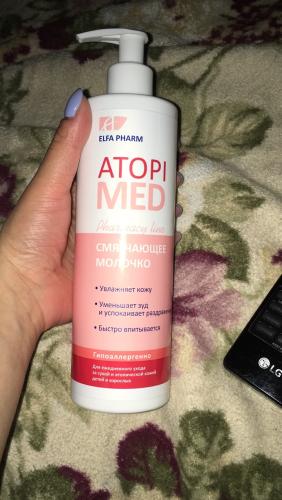 ELFA PHARM
ATOPI
MED
Pharmacy line
СМЯГЧАЮЩЕЕ
МОЛОЧКО
• Увлажняет кожу
• Уменьшает зуд
и успокаивает раздражения
• Быстро впитывается
Гипоаллергенно
Для ежедневного ухода
за сухой и атопической кожей
детей и взрослых
LG